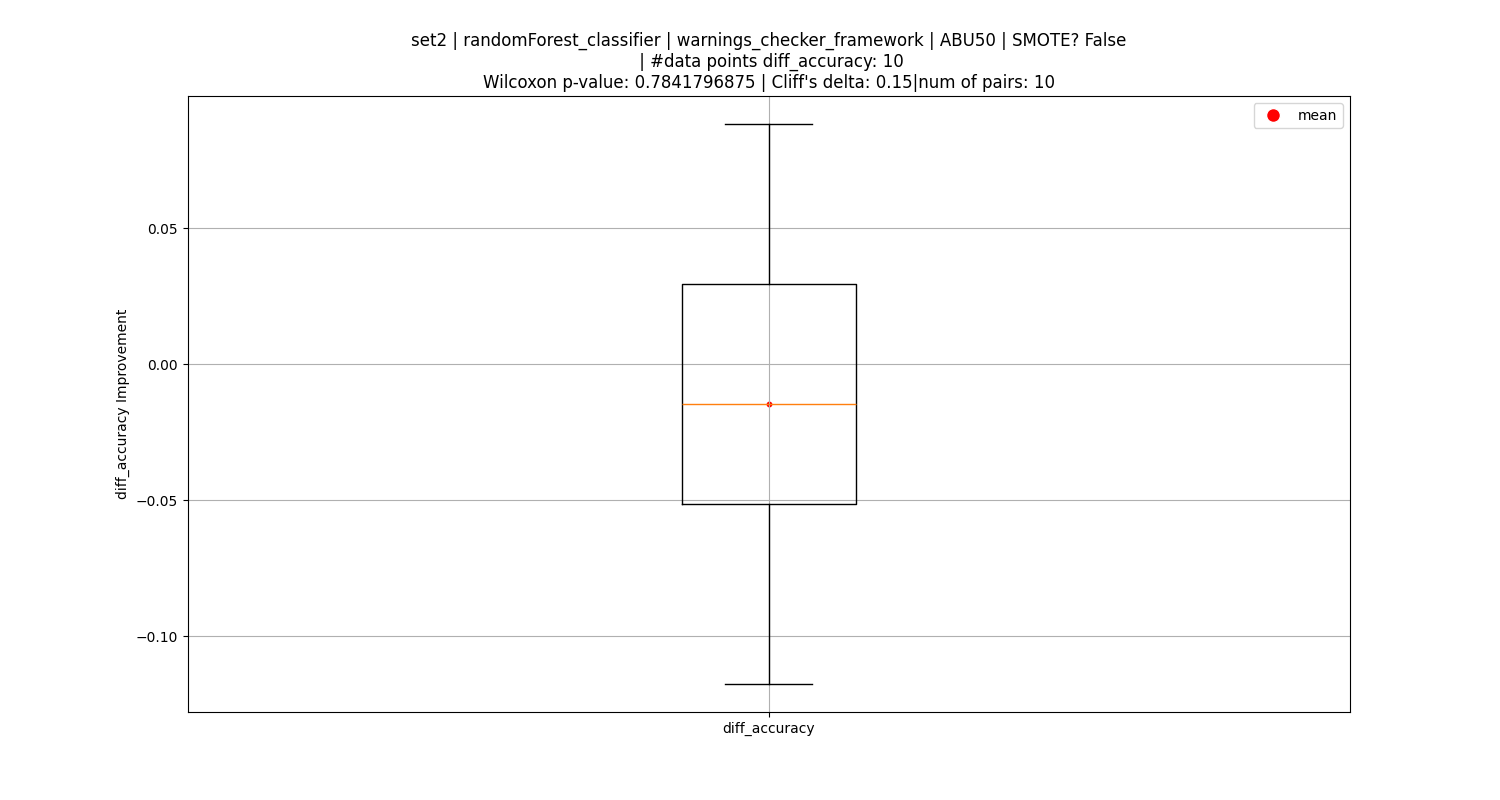 set2 | randomForest_classifier | warnings_checker_framework | ABU50 | SMOTE? False
| #data points diff_accuracy: 10
Wilcoxon p-value: 0.7841796875 | Cliff's delta: 0.15|num of pairs: 10
mean
0.05
0.00
−0.05
−0.10
diff_accuracy Improvement
diff_accuracy